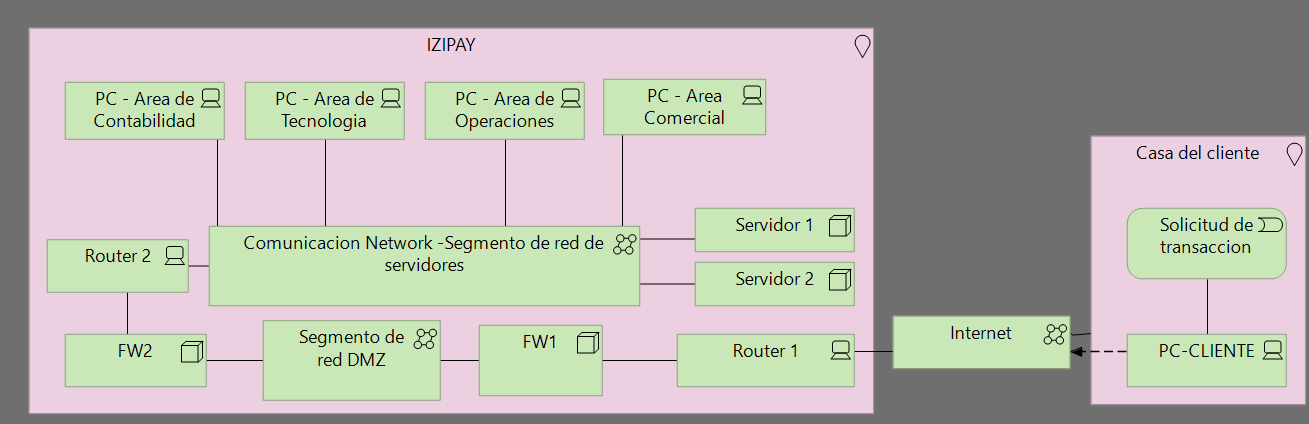 IZIPAY
PC - Area de
Contabilidad
PC - Area de
Tecnologia
PC - Area de
Operaciones
PC - Area
Comercial
Casa del cliente
Solicitud de
transaccion
Servidor 1
Comunicacion Network -Segmento de red de
servidores
Router 2
Servidor 2
Segmento de
red DMZ
FW2
FW1
Router 1
Internet
PC-CLIENTE